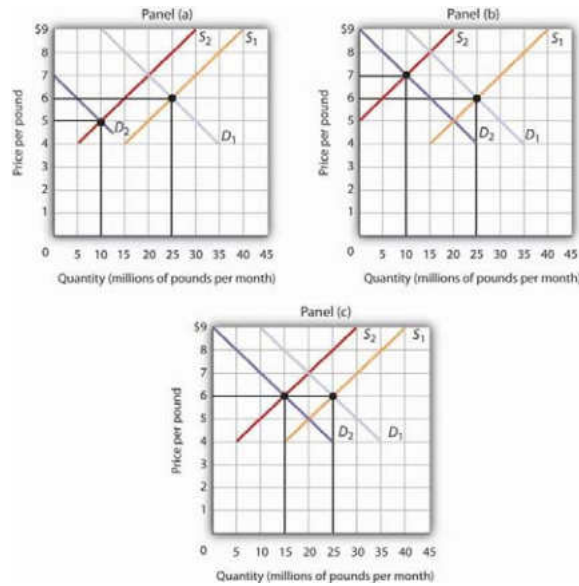 Panel (a)
$9
8
7
6
5
4
3
2
1
0 5 10 15 20 25 30 35 40 45
S2
S1
D2
D1
Price per pound
Quantity (millions of pounds per month)
Panel (b)
$9
8
7
6
5
4
3
2
1
0 5 10 15 20 25 30 35 40 45
S2
S1
D2
D1
Price per pound
Quantity (millions of pounds per month)
Panel (c)
$9
8
7
6
5
4
3
2
1
0 5 10 15 20 25 30 35 40 45
S2
S1
D2
D1
Price per pound
Quantity (millions of pounds per month)